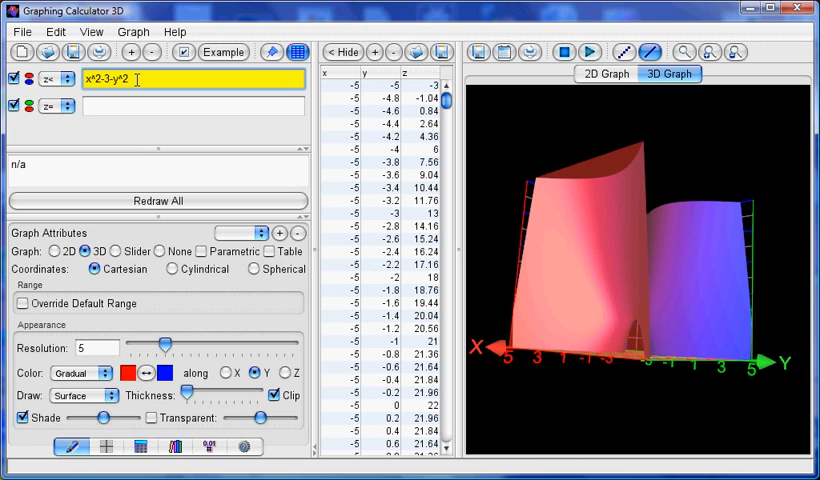 Graphing Calculator 3D
File Edit View Graph Help
Example
z<
x^2-3-y^2
z=
n/a
Redraw All
Graph Attributes
Graph: 2D 3D Slider None Parametric Table
Coordinates: Cartesian Cylindrical Spherical
Range
Override Default Range
Appearance
Resolution: 5
Color: Gradual along X Y Z
Draw: Surface Thickness: Clip
Shade Transparent:
0.01
< Hide
x y z
-5 -5 -3
-5 -4.8 -1.04
-5 -4.6 0.84
-5 -4.4 2.64
-5 -4.2 4.36
-5 -4 6
-5 -3.8 7.56
-5 -3.6 9.04
-5 -3.4 10.44
-5 -3.2 11.76
-5 -3 13
-5 -2.8 14.16
-5 -2.6 15.24
-5 -2.4 16.24
-5 -2.2 17.16
-5 -2 18
-5 -1.8 18.76
-5 -1.6 19.44
-5 -1.4 20.04
-5 -1.2 20.56
-5 -1 21
-5 -0.8 21.36
-5 -0.6 21.64
-5 -0.4 21.84
-5 -0.2 21.96
-5 0 22
-5 0.2 21.96
-5 0.4 21.84
-5 0.6 21.64
2D Graph 3D Graph
X
5 3 1 -1
1 3 5
Y